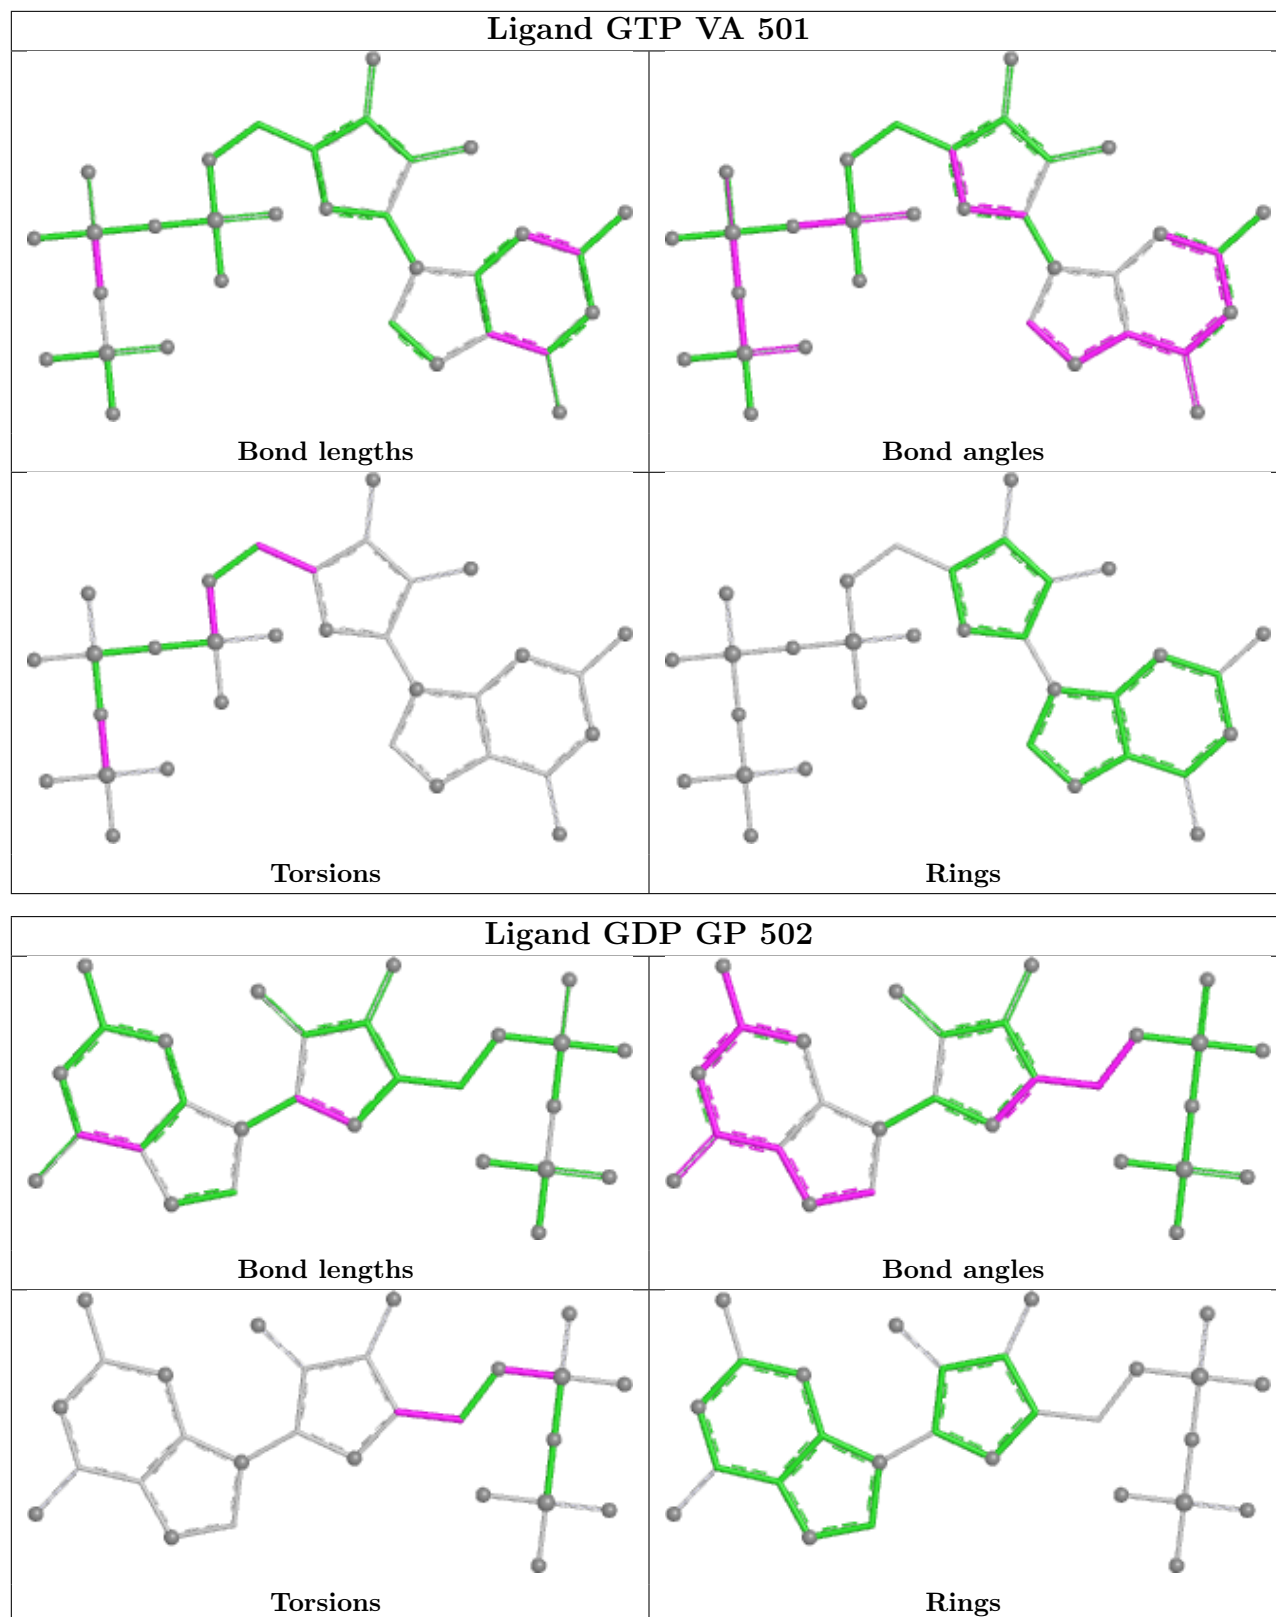 Ligand GTP VA 501
Bond lengths
Bond angles
Torsions
Rings
Ligand GDP GP 502
Bond lengths
Bond angles
Torsions
Rings